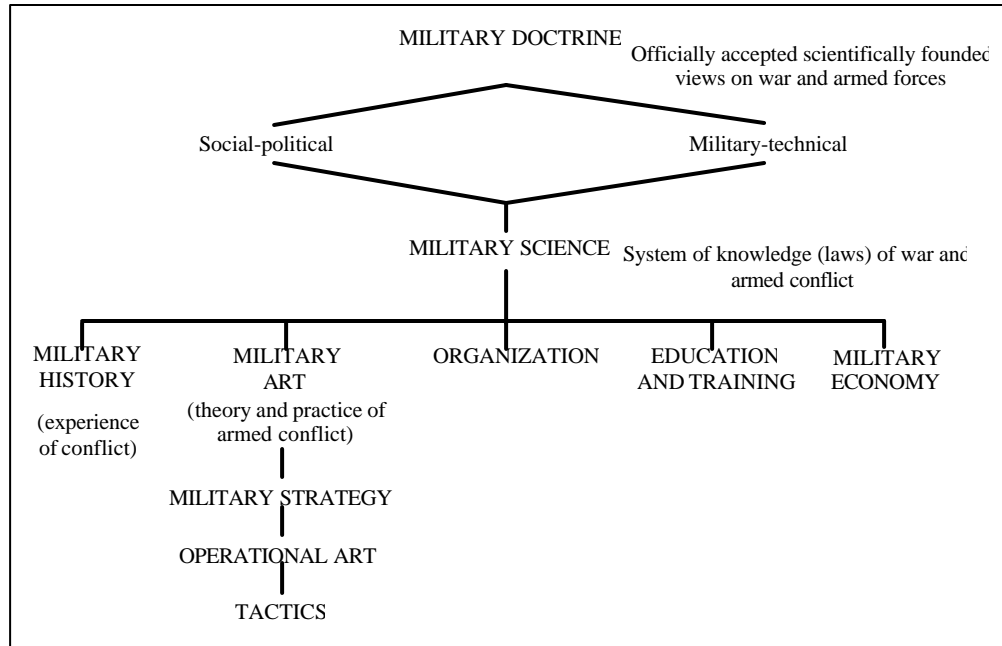 MILITARY DOCTRINE
Officially accepted scientifically founded
views on war and armed forces
Social-political
Military-technical
MILITARY SCIENCE
System of knowledge (laws) of war and
armed conflict
MILITARY
HISTORY
(experience
of conflict)
MILITARY
ART
(theory and practice of
armed conflict)
ORGANIZATION
EDUCATION
AND TRAINING
MILITARY
ECONOMY
MILITARY STRATEGY
OPERATIONAL ART
TACTICS